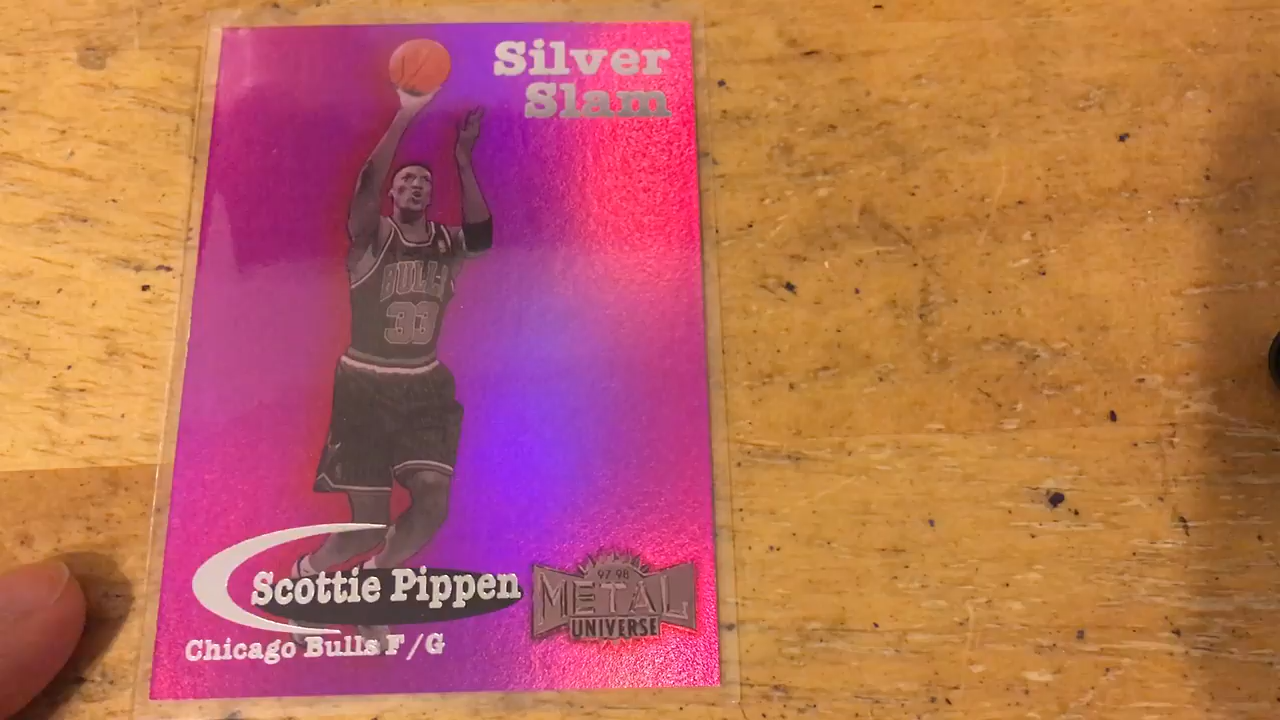 Silver
Slam
BULLS
33
Scottie Pippen
Chicago Bulls F/G
97-98
METAL
UNIVERSE